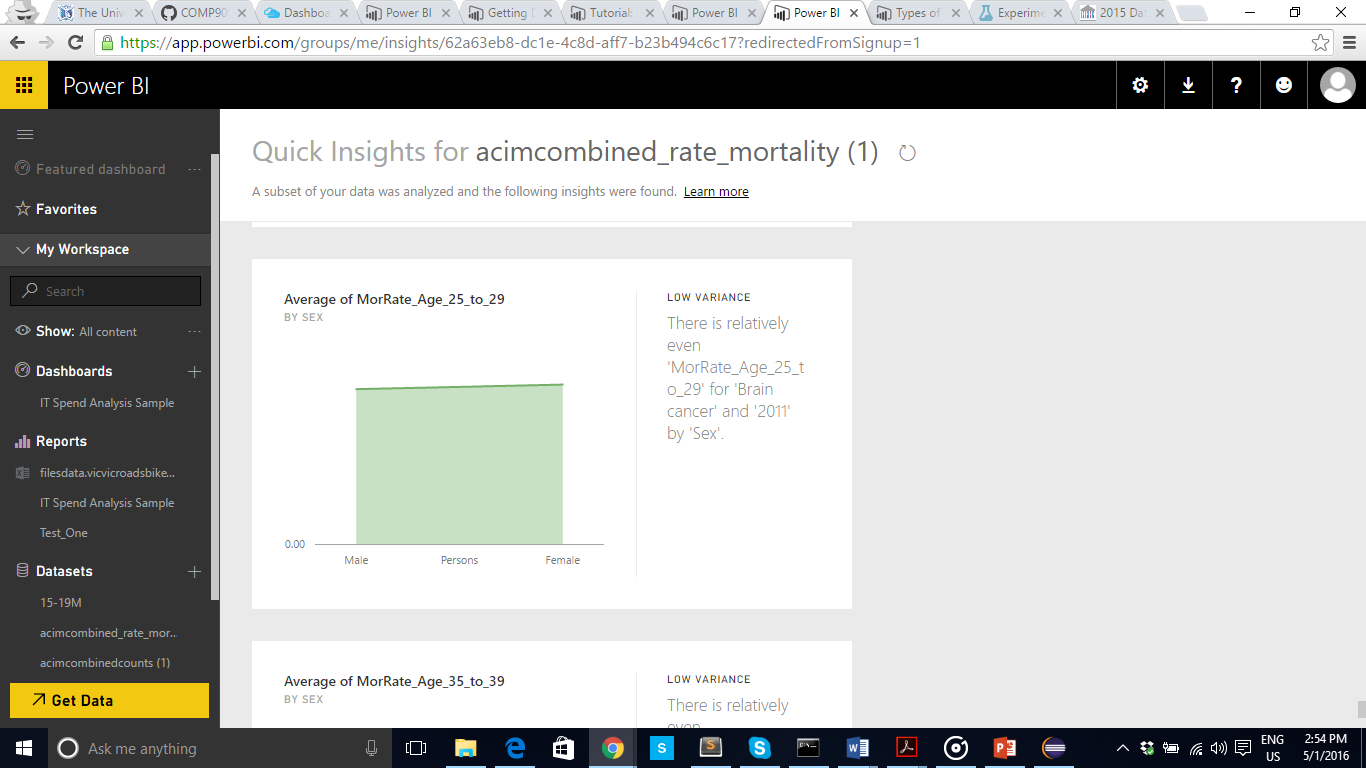 The Unive
COMP90
Dashboa
Power BI
Getting D
Tutorial:
Power BI
Power BI
Types of
Experime
2015 Dat
https://app.powerbi.com/groups/me/insights/62a63eb8-dc1e-4c8d-aff7-b23b494c6c17?redirectedFromSignup=1
Power BI
?
Featured dashboard ...
Favorites
My Workspace
Search
Show: All content ...
Dashboards +
IT Spend Analysis Sample
Reports
filesdata.vicvicroadsbike...
IT Spend Analysis Sample
Test_One
Datasets +
15-19M
acimcombined_rate_mor...
acimcombinedcounts (1)
Get Data
Quick Insights for acimcombined_rate_mortality (1)
A subset of your data was analyzed and the following insights were found. Learn more
Average of MorRate_Age_25_to_29
BY SEX
0.00
Male Persons Female
LOW VARIANCE
There is relatively
even
'MorRate_Age_25_t
o_29' for 'Brain
cancer' and '2011'
by 'Sex'.
Average of MorRate_Age_35_to_39
BY SEX
LOW VARIANCE
There is relatively
even
Ask me anything
ENG
US
2:54 PM
5/1/2016